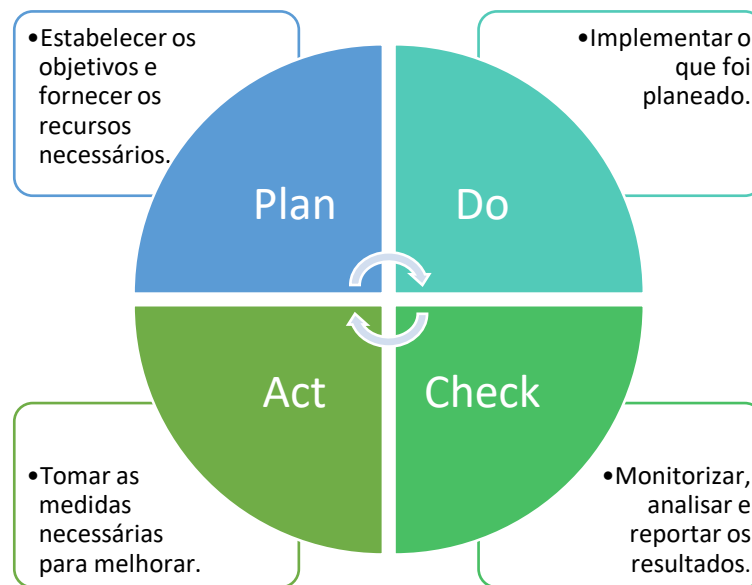 •Estabelecer os
objetivos e
fornecer os
recursos
necessários.
•Implementar o
que foi
planeado.
Plan
Do
Act
Check
•Tomar as
medidas
necessárias
para melhorar.
•Monitorizar,
analisar e
reportar os
resultados.